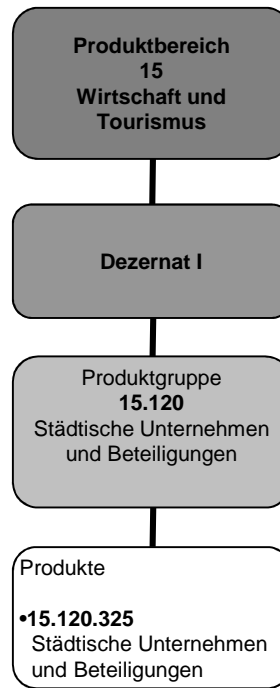 Produktbereich
15
Wirtschaft und
Tourismus
Dezernat I
Produktgruppe
15.120
Städtische Unternehmen
und Beteiligungen
Produkte
•15.120.325
Städtische Unternehmen
und Beteiligungen